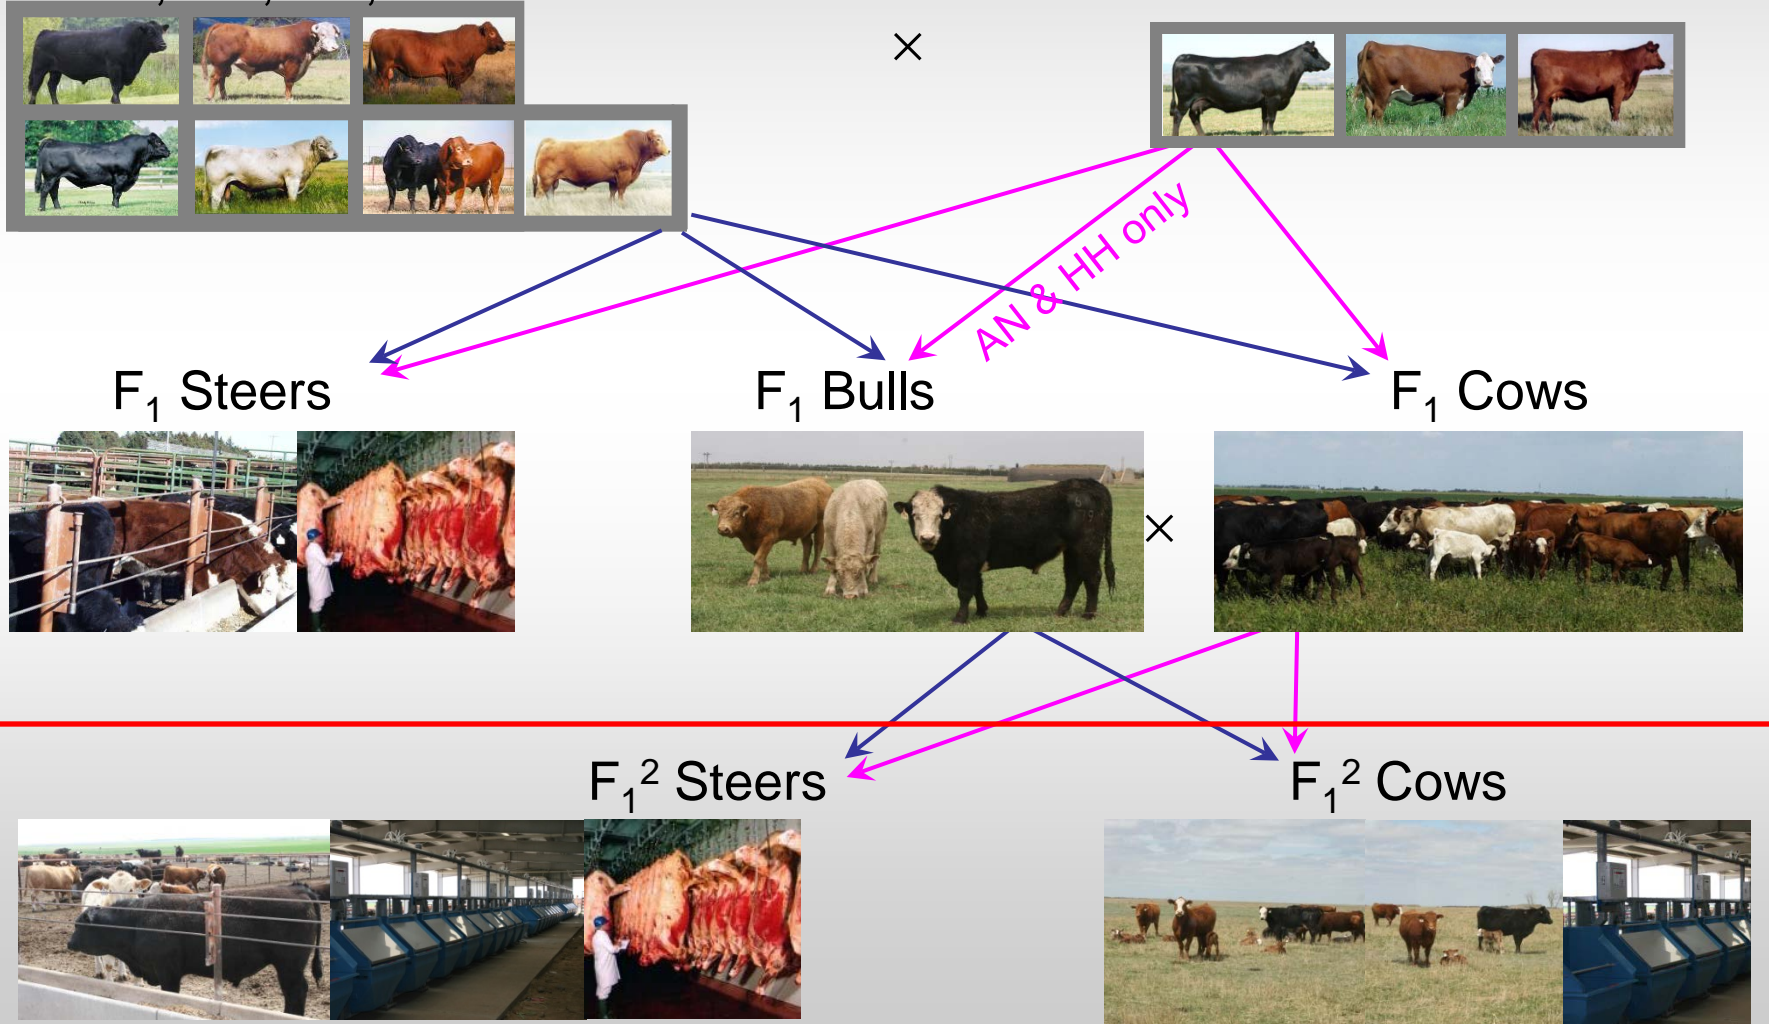 ×
AN & HH only
F₁ Steers
F₁ Bulls
F₁ Cows
×
F₁² Steers
F₁² Cows